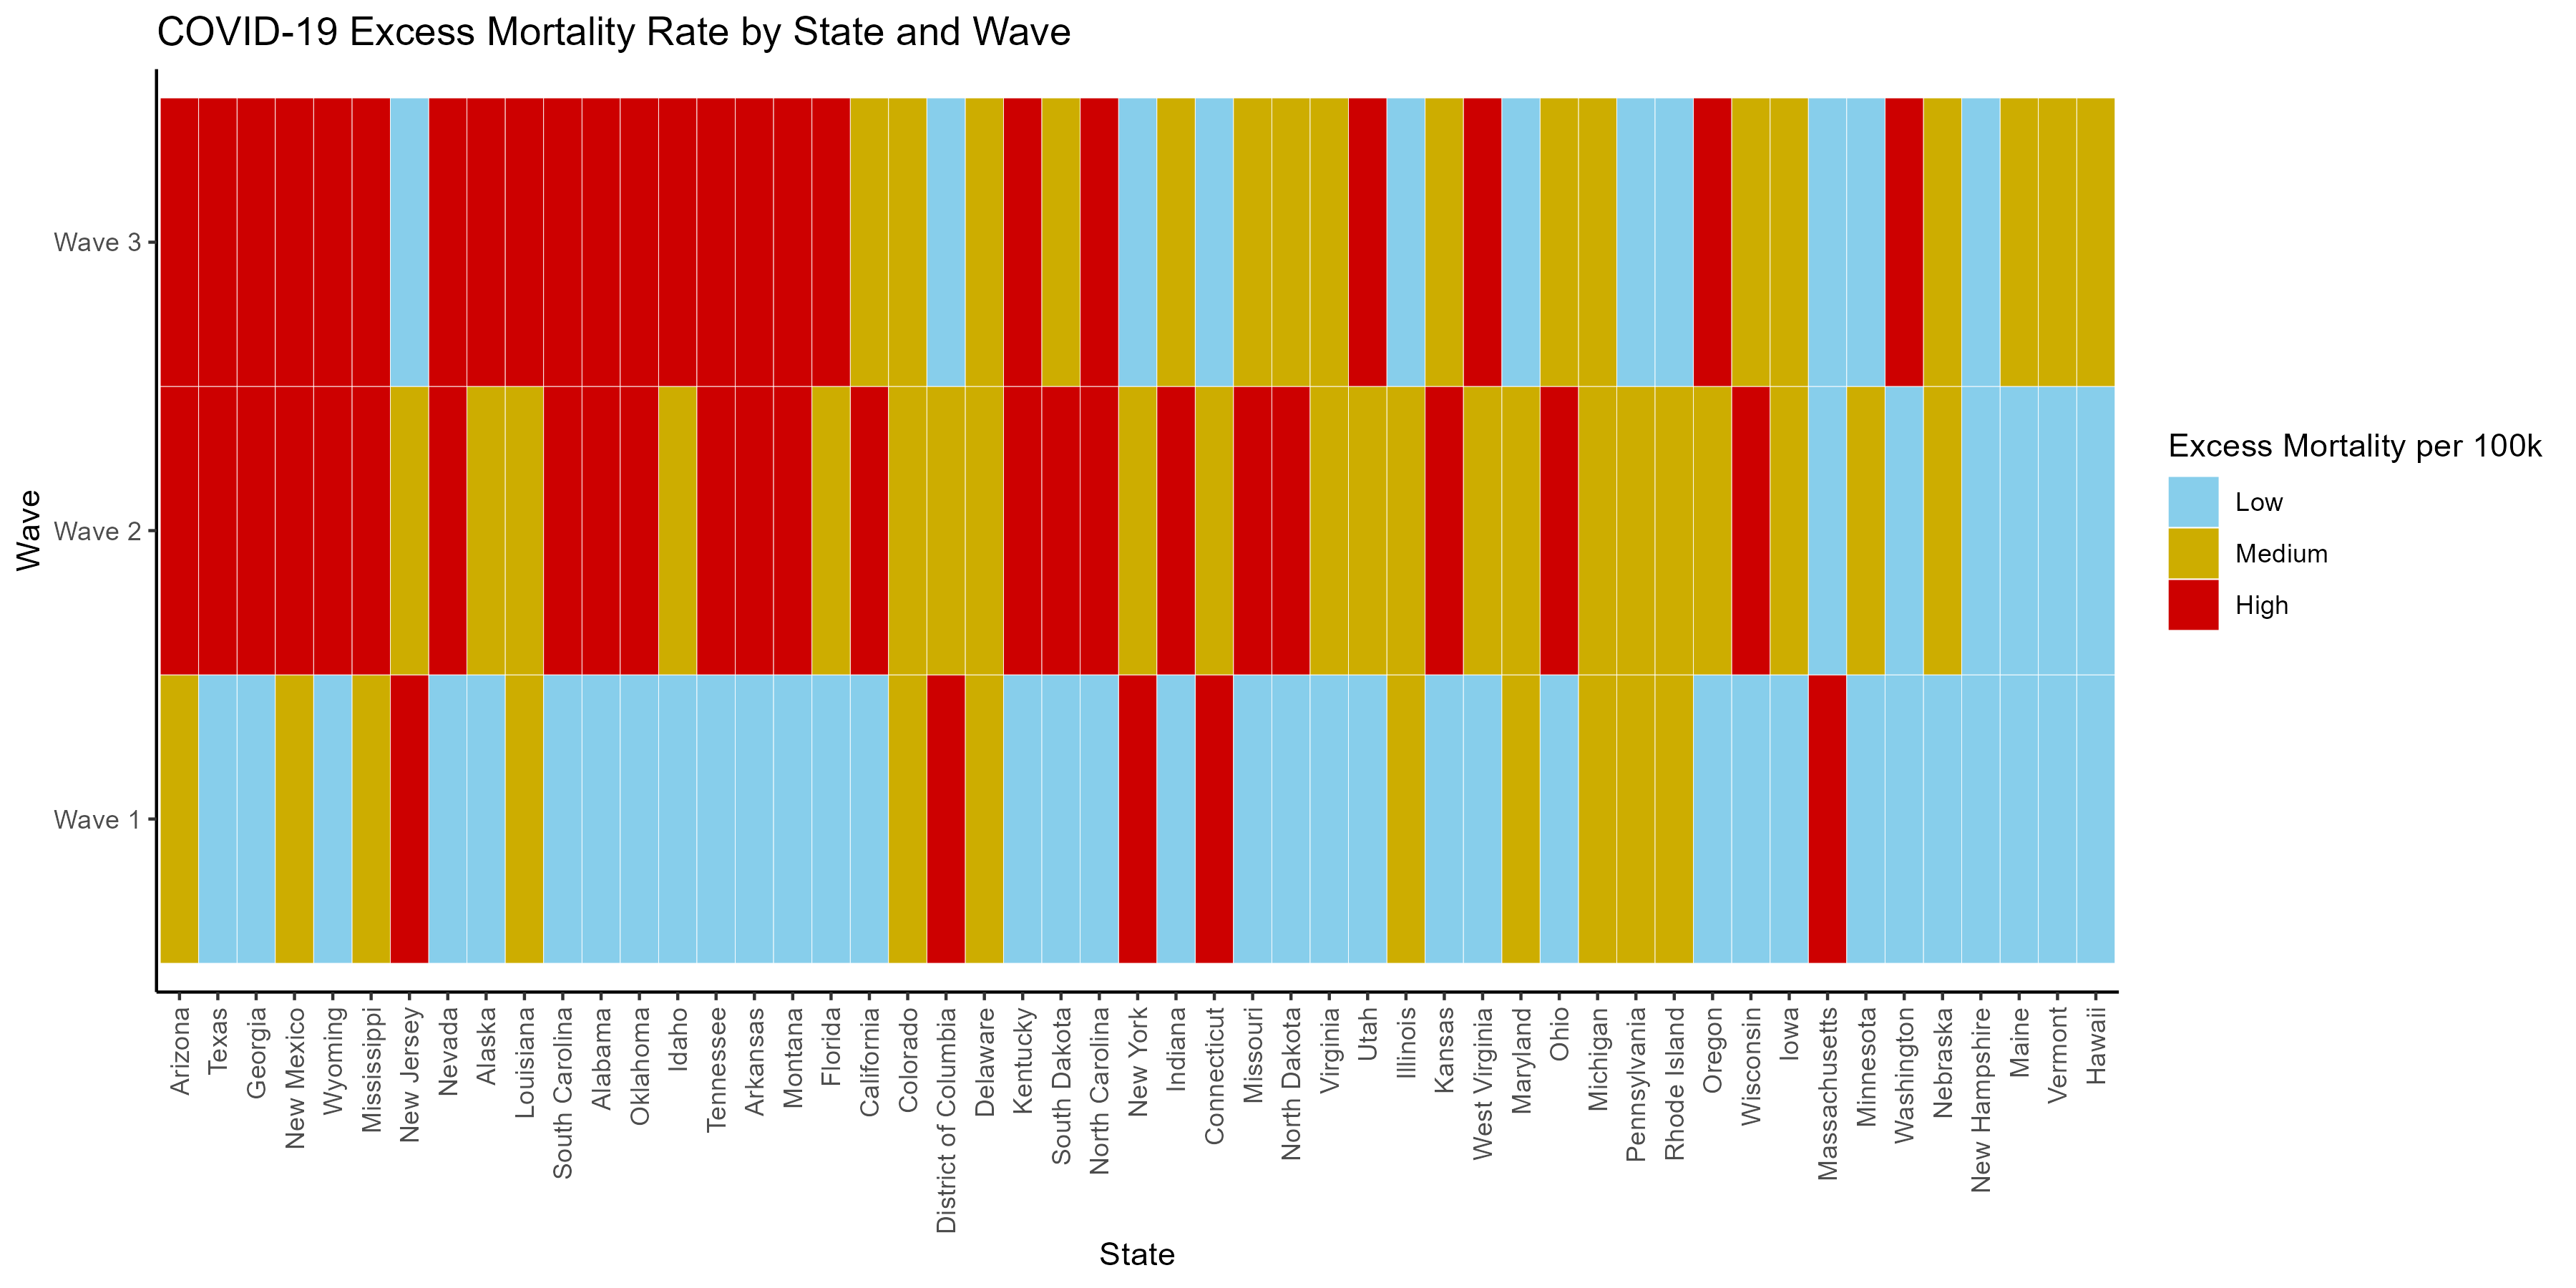 COVID-19 Excess Mortality Rate by State and Wave
Wave
Wave 3
Wave 2
Wave 1
Arizona
Texas
Georgia
New Mexico
Wyoming
Mississippi
New Jersey
Nevada
Alaska
Louisiana
South Carolina
Alabama
Oklahoma
Idaho
Tennessee
Arkansas
Montana
Florida
California
Colorado
District of Columbia
Delaware
Kentucky
South Dakota
North Carolina
New York
Indiana
Connecticut
Missouri
North Dakota
Virginia
Utah
Illinois
Kansas
West Virginia
Maryland
Ohio
Michigan
Pennsylvania
Rhode Island
Oregon
Wisconsin
Iowa
Massachusetts
Minnesota
Washington
Nebraska
New Hampshire
Maine
Vermont
Hawaii
State
Excess Mortality per 100k
Low
Medium
High